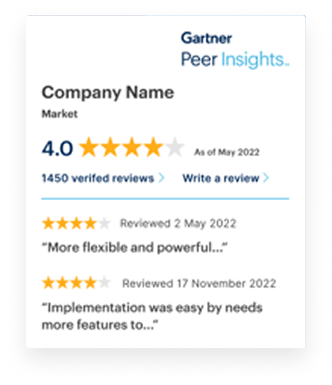 Gartner
Peer Insights™
Company Name
Market
4.0 As of May 2022
1450 verifed reviews Write a review
Reviewed 2 May 2022
“More flexible and powerful...”
Reviewed 17 November 2022
“Implementation was easy by needs
more features to...”